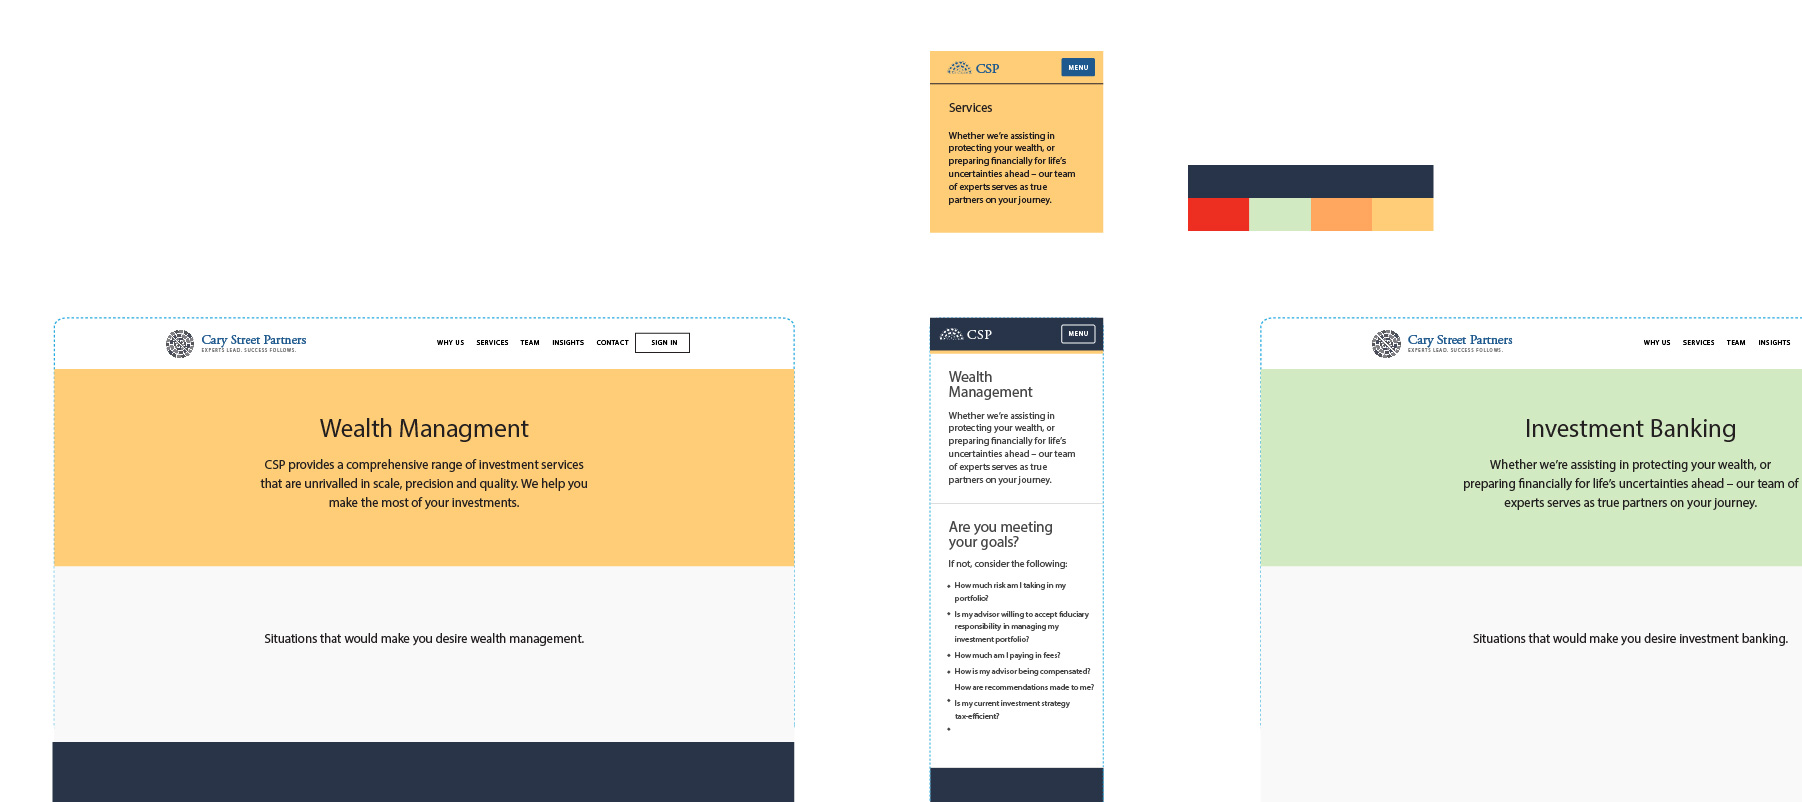 CSP
MENU
Services
Whether we're assisting in
protecting your wealth, or
preparing financially for life's
uncertainties ahead – our team
of experts serves as true
partners on your journey.
Cary Street Partners
EXPERTS LEAD. SUCCESS FOLLOWS.
WHY US SERVICES TEAM INSIGHTS CONTACT SIGN IN
Wealth Managment
CSP provides a comprehensive range of investment services
that are unrivalled in scale, precision and quality. We help you
make the most of your investments.
Situations that would make you desire wealth management.
CSP
MENU
Wealth
Management
Whether we're assisting in
protecting your wealth, or
preparing financially for life's
uncertainties ahead – our team
of experts serves as true
partners on your journey.
Are you meeting
your goals?
If not, consider the following:
How much risk am I taking in my
portfolio?
Is my advisor willing to accept fiduciary
responsibility in managing my
investment portfolio?
How much am I paying in fees?
How is my advisor being compensated?
How are recommendations made to me?
Is my current investment strategy
tax-efficient?
Cary Street Partners
EXPERTS LEAD. SUCCESS FOLLOWS.
WHY US SERVICES TEAM INSIGHTS
Investment Banking
Whether we're assisting in protecting your wealth, or
preparing financially for life's uncertainties ahead – our team of
experts serves as true partners on your journey.
Situations that would make you desire investment banking.